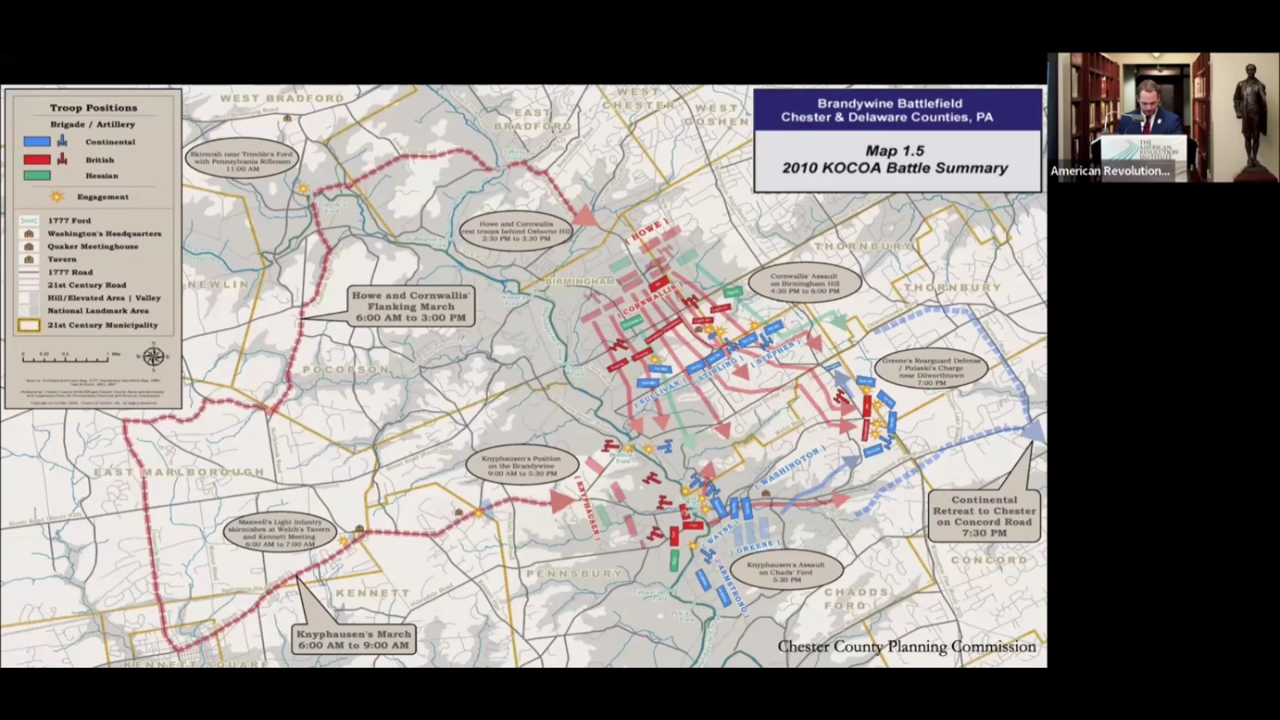 Troop Positions
Brigade / Artillery
Continental
British
Hessian
Engagement
1777 Ford
Washington's Headquarters
Quaker Meetinghouse
Tavern
1777 Road
21st Century Road
Hill/Elevated Area | Valley
National Landmark Area
21st Century Municipality
Brandywine Battlefield
Chester & Delaware Counties, PA
Map 1.5
2010 KOCOA Battle Summary
American Revolution...
THE
AMERICAN
REVOLUTION
WEST BRADFORD
EAST
BRADFORD
WEST
CHESTER
WEST
GOSHEN
Skirmish near Trimble's Ford
with Pennsylvania Riflemen
11:00 AM
Howe and Cornwallis
rest troops behind Osborne Hill
2:30 PM to 3:30 PM
( HOWE )
THORNBURY
THORNBURY
NEWLIN
BIRMINGHAM
( CORNWALLIS )
Cornwallis' Assault
on Birmingham Hill
4:30 PM to 6:00 PM
Howe and Cornwallis'
Flanking March
6:00 AM to 3:00 PM
POCOPSON
( SULLIVAN )
( STIRLING )
( STEPHEN )
Greene's Rearguard Defense
/ Pulaski's Charge
near Dilworthtown
7:00 PM
EAST MARLBOROUGH
Knyphausen's Position
on the Brandywine
9:00 AM to 5:30 PM
( KNYPHAUSEN )
( WASHINGTON )
( WAYNE )
( GREENE )
( ARMSTRONG )
Continental
Retreat to Chester
on Concord Road
7:30 PM
Maxwell's Light Infantry
skirmishes at Welch's Tavern
and Kennett Meeting
6:00 AM to 7:00 AM
Knyphausen's Assault
on Chads' Ford
5:30 PM
CONCORD
PENNSBURY
KENNETT
CHADDS
FORD
Knyphausen's March
6:00 AM to 9:00 AM
KENNETT SQUARE
Chester County Planning Commission